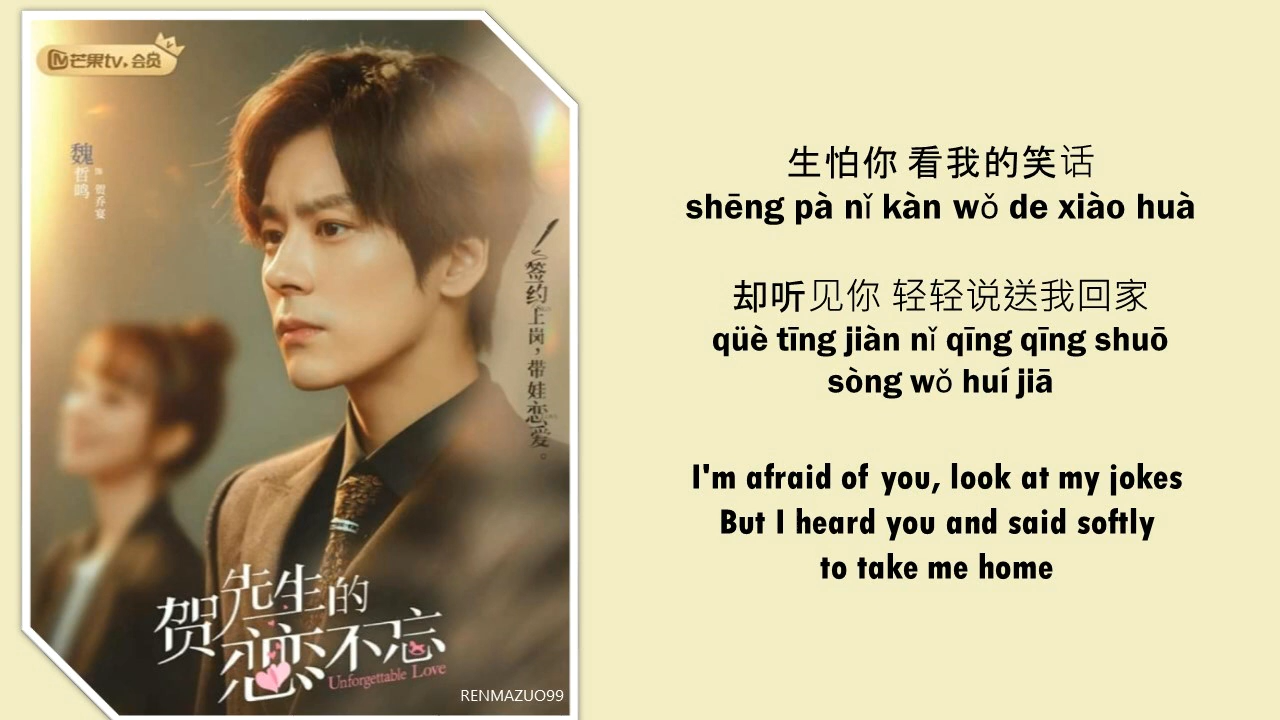 芒果tv 会员
魏哲鸣
饰 贺乔宴
签约上岗，带娃恋爱。
贺先生的
恋不忘
Unforgettable Love
RENMAZUO99
生怕你 看我的笑话
shēng pà nǐ kàn wǒ de xiào huà
却听见你 轻轻说送我回家
qüè tīng jiàn nǐ qīng qīng shuō
sòng wǒ huí jiā
I'm afraid of you, look at my jokes
But I heard you and said softly
to take me home